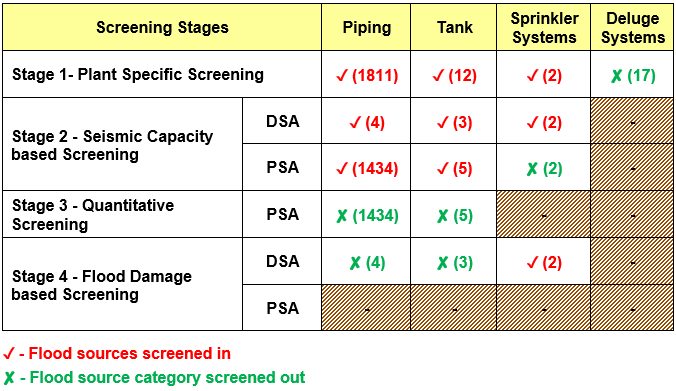 Screening Stages Piping Tank Sprinkler Systems Deluge Systems
Stage 1- Plant Specific Screening ✓ (1811) ✓ (12) ✓ (2) ✗ (17)
Stage 2 - Seismic Capacity based Screening DSA ✓ (4) ✓ (3) ✓ (2) -
PSA ✓ (1434) ✓ (5) ✗ (2) -
Stage 3 - Quantitative Screening PSA ✗ (1434) ✗ (5) - -
Stage 4 - Flood Damage based Screening DSA ✗ (4) ✗ (3) ✓ (2) -
PSA - - - -
✓ - Flood sources screened in
✗ - Flood source category screened out